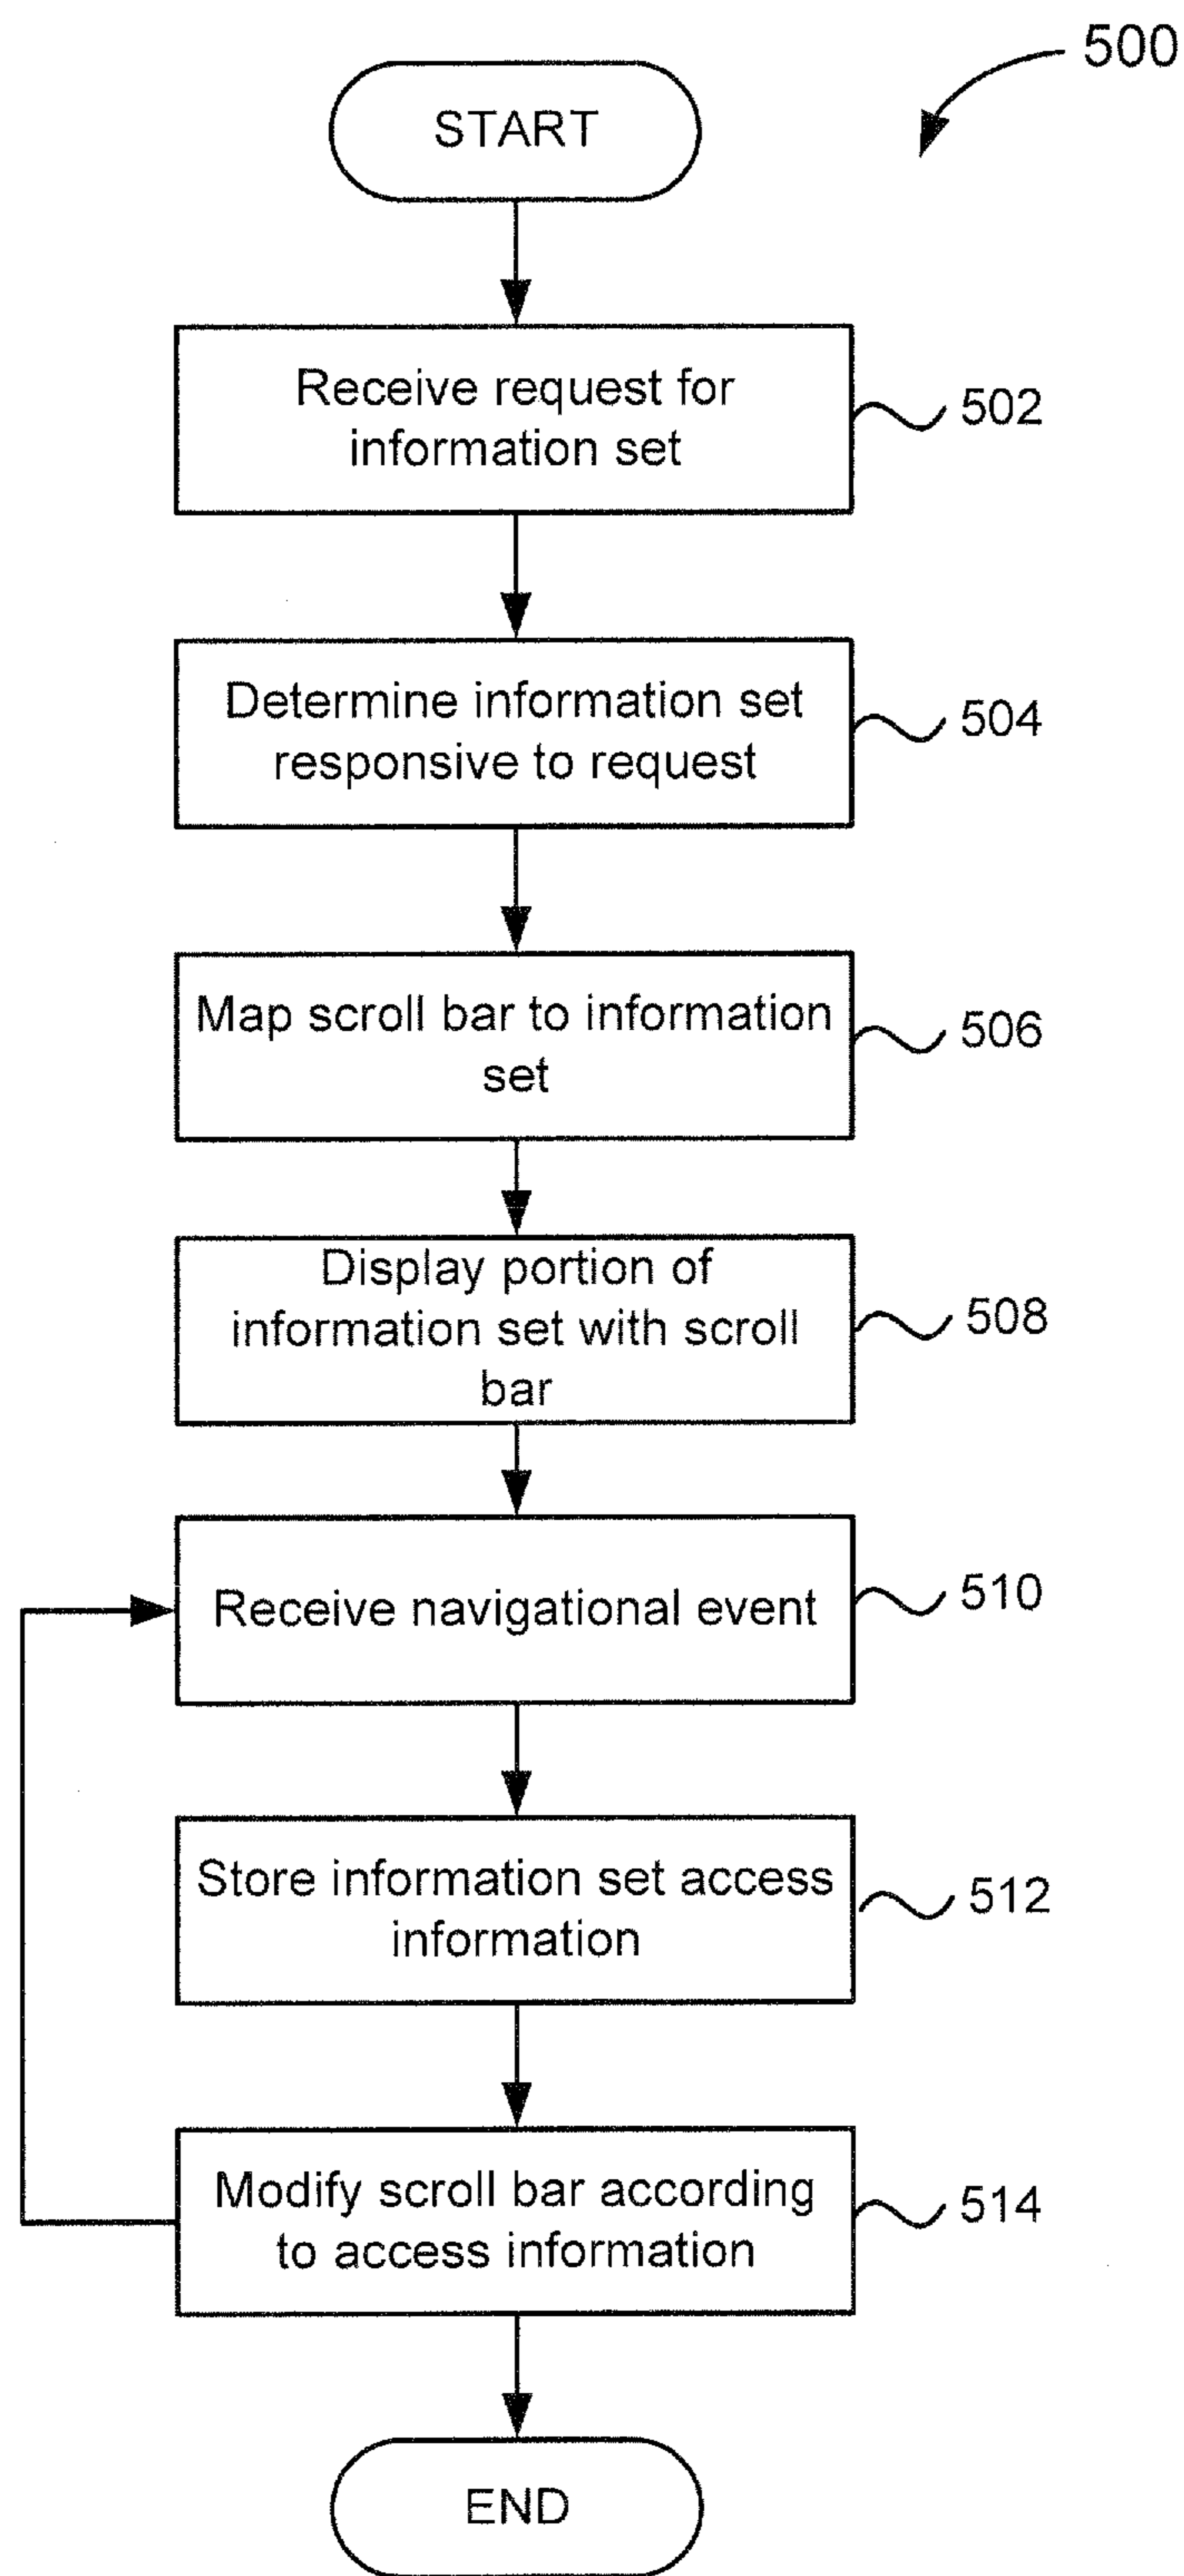 500
START
Receive request for
information set
502
Determine information set
responsive to request
504
Map scroll bar to information
set
506
Display portion of
information set with scroll
bar
508
Receive navigational event
510
Store information set access
information
512
Modify scroll bar according
to access information
514
END